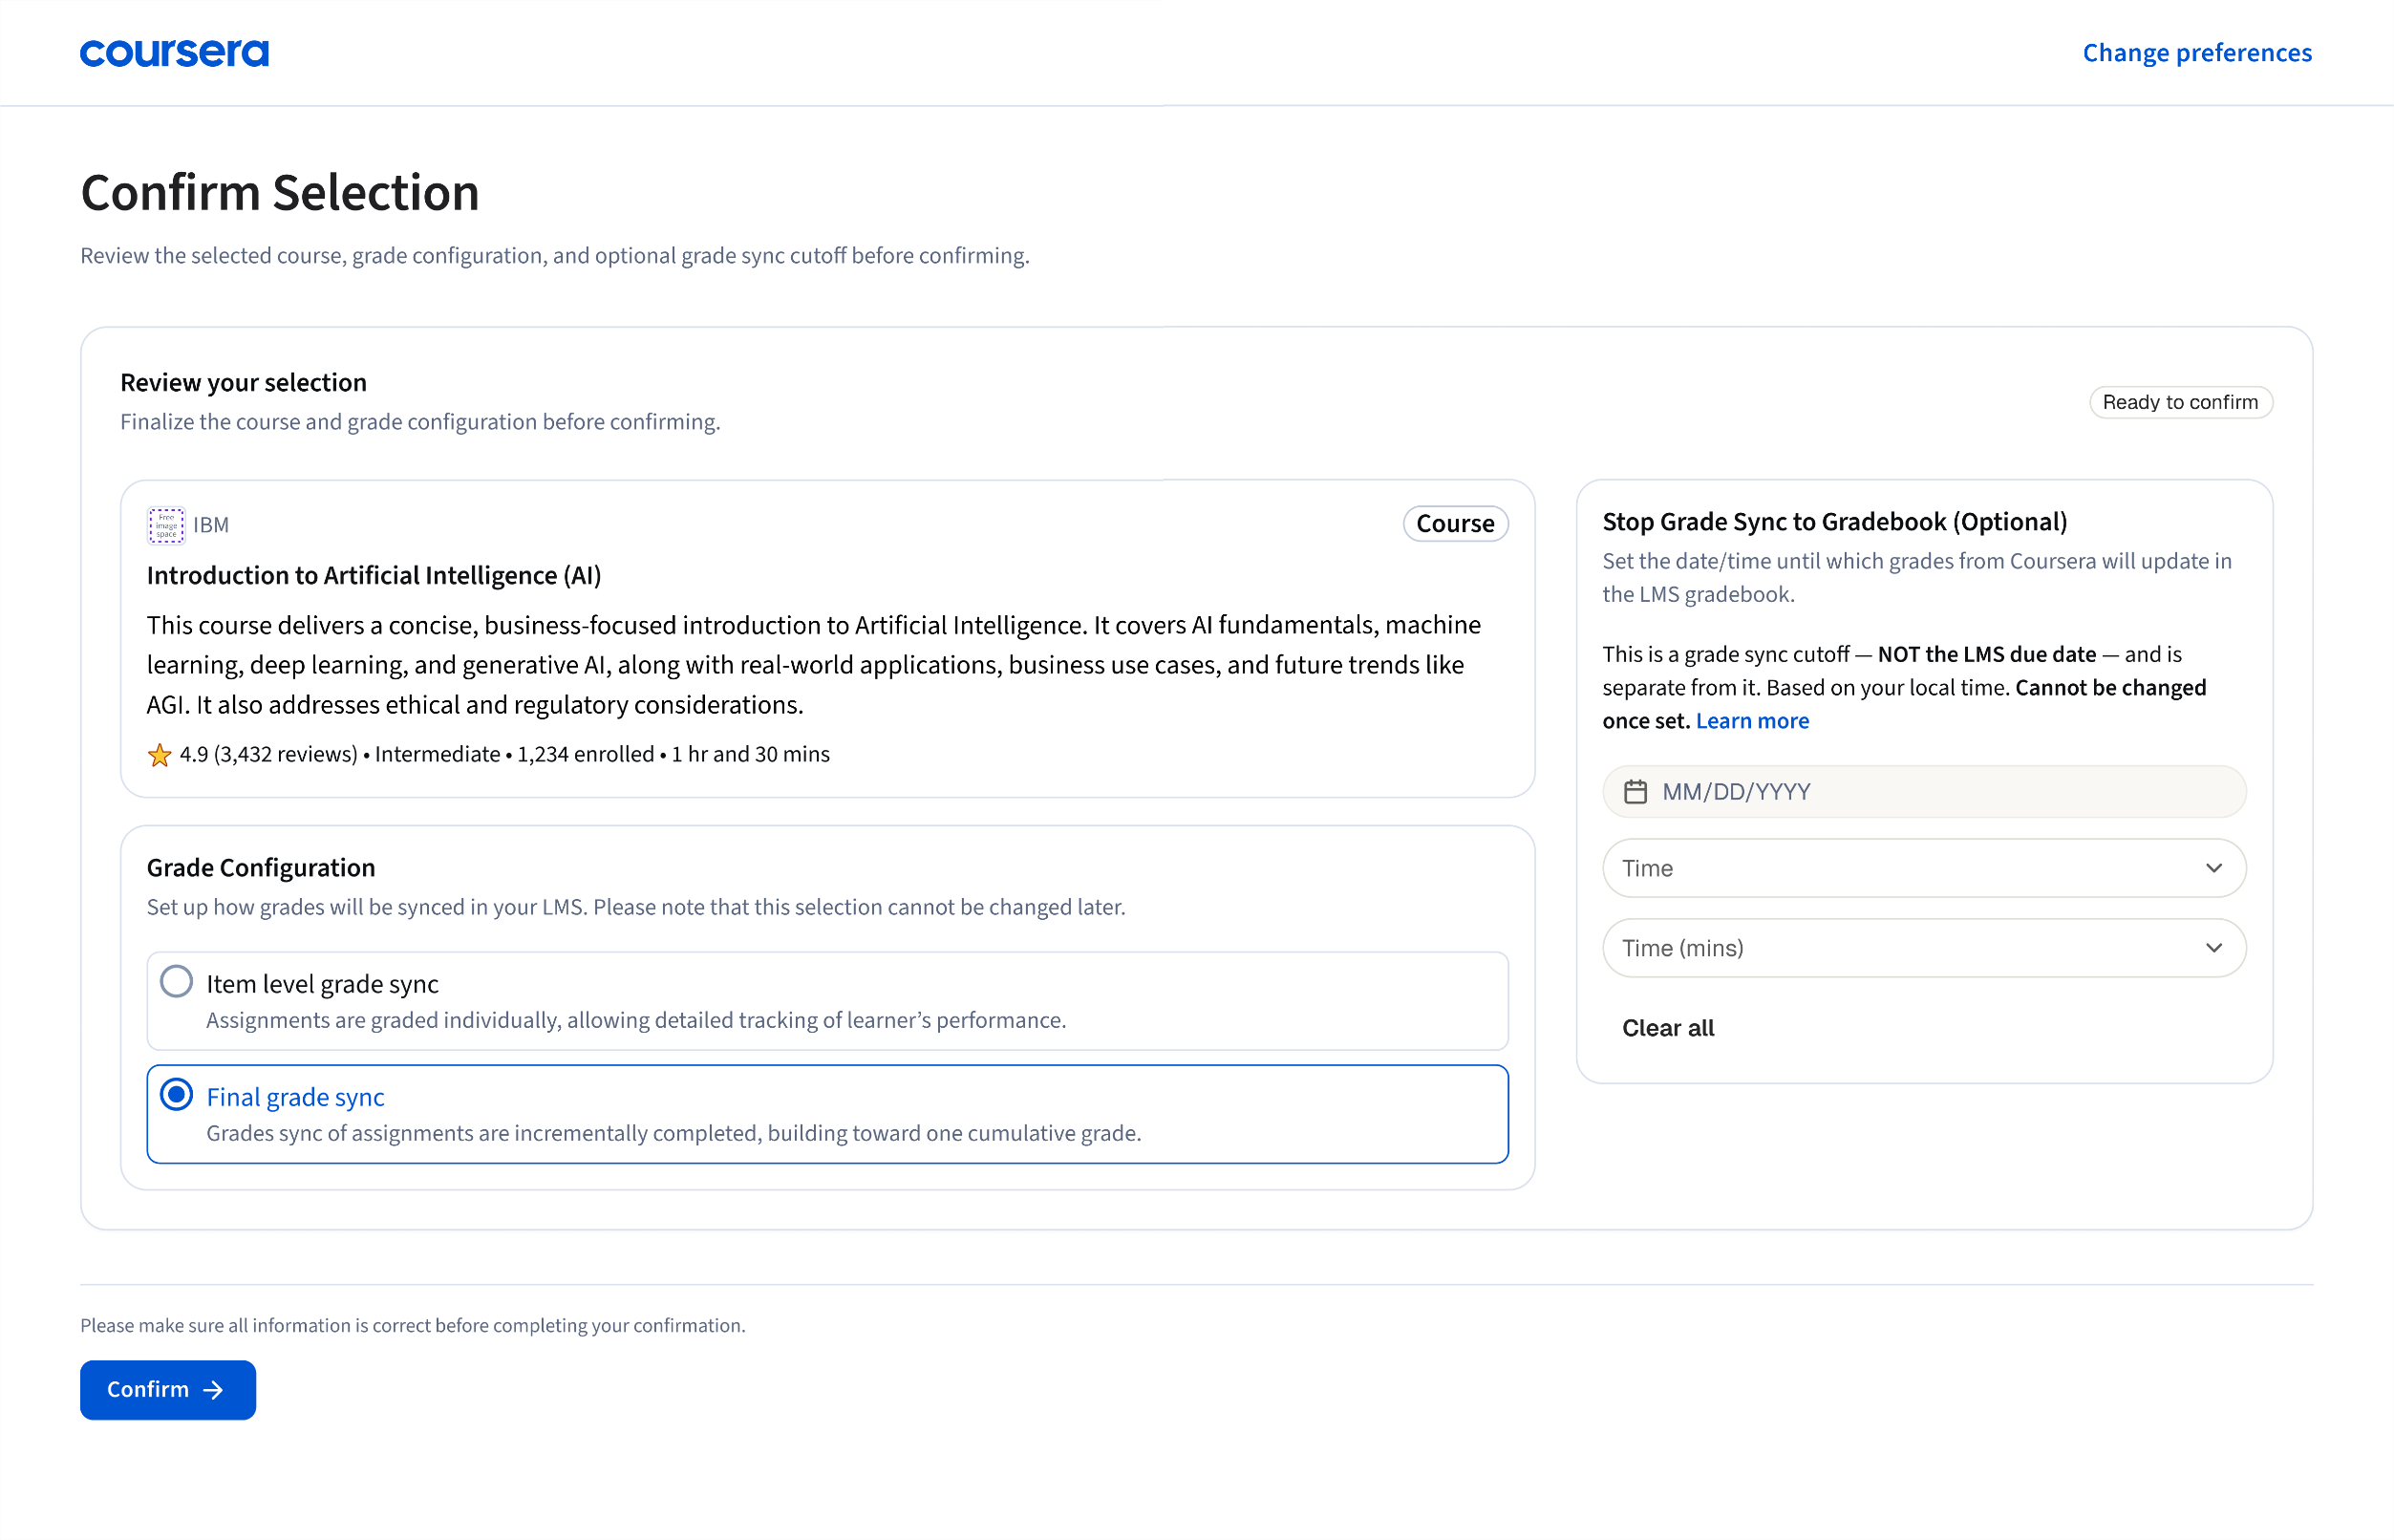 coursera
Change preferences
Confirm Selection
Review the selected course, grade configuration, and optional grade sync cutoff before confirming.
Review your selection
Finalize the course and grade configuration before confirming.
Ready to confirm
Free
image
space
IBM
Course
Introduction to Artificial Intelligence (AI)
This course delivers a concise, business-focused introduction to Artificial Intelligence. It covers AI fundamentals, machine
learning, deep learning, and generative AI, along with real-world applications, business use cases, and future trends like
AGI. It also addresses ethical and regulatory considerations.
4.9 (3,432 reviews) • Intermediate • 1,234 enrolled • 1 hr and 30 mins
Grade Configuration
Set up how grades will be synced in your LMS. Please note that this selection cannot be changed later.
Item level grade sync
Assignments are graded individually, allowing detailed tracking of learner’s performance.
Final grade sync
Grades sync of assignments are incrementally completed, building toward one cumulative grade.
Stop Grade Sync to Gradebook (Optional)
Set the date/time until which grades from Coursera will update in
the LMS gradebook.
This is a grade sync cutoff — NOT the LMS due date — and is
separate from it. Based on your local time. Cannot be changed
once set. Learn more
MM/DD/YYYY
Time
Time (mins)
Clear all
Please make sure all information is correct before completing your confirmation.
Confirm →